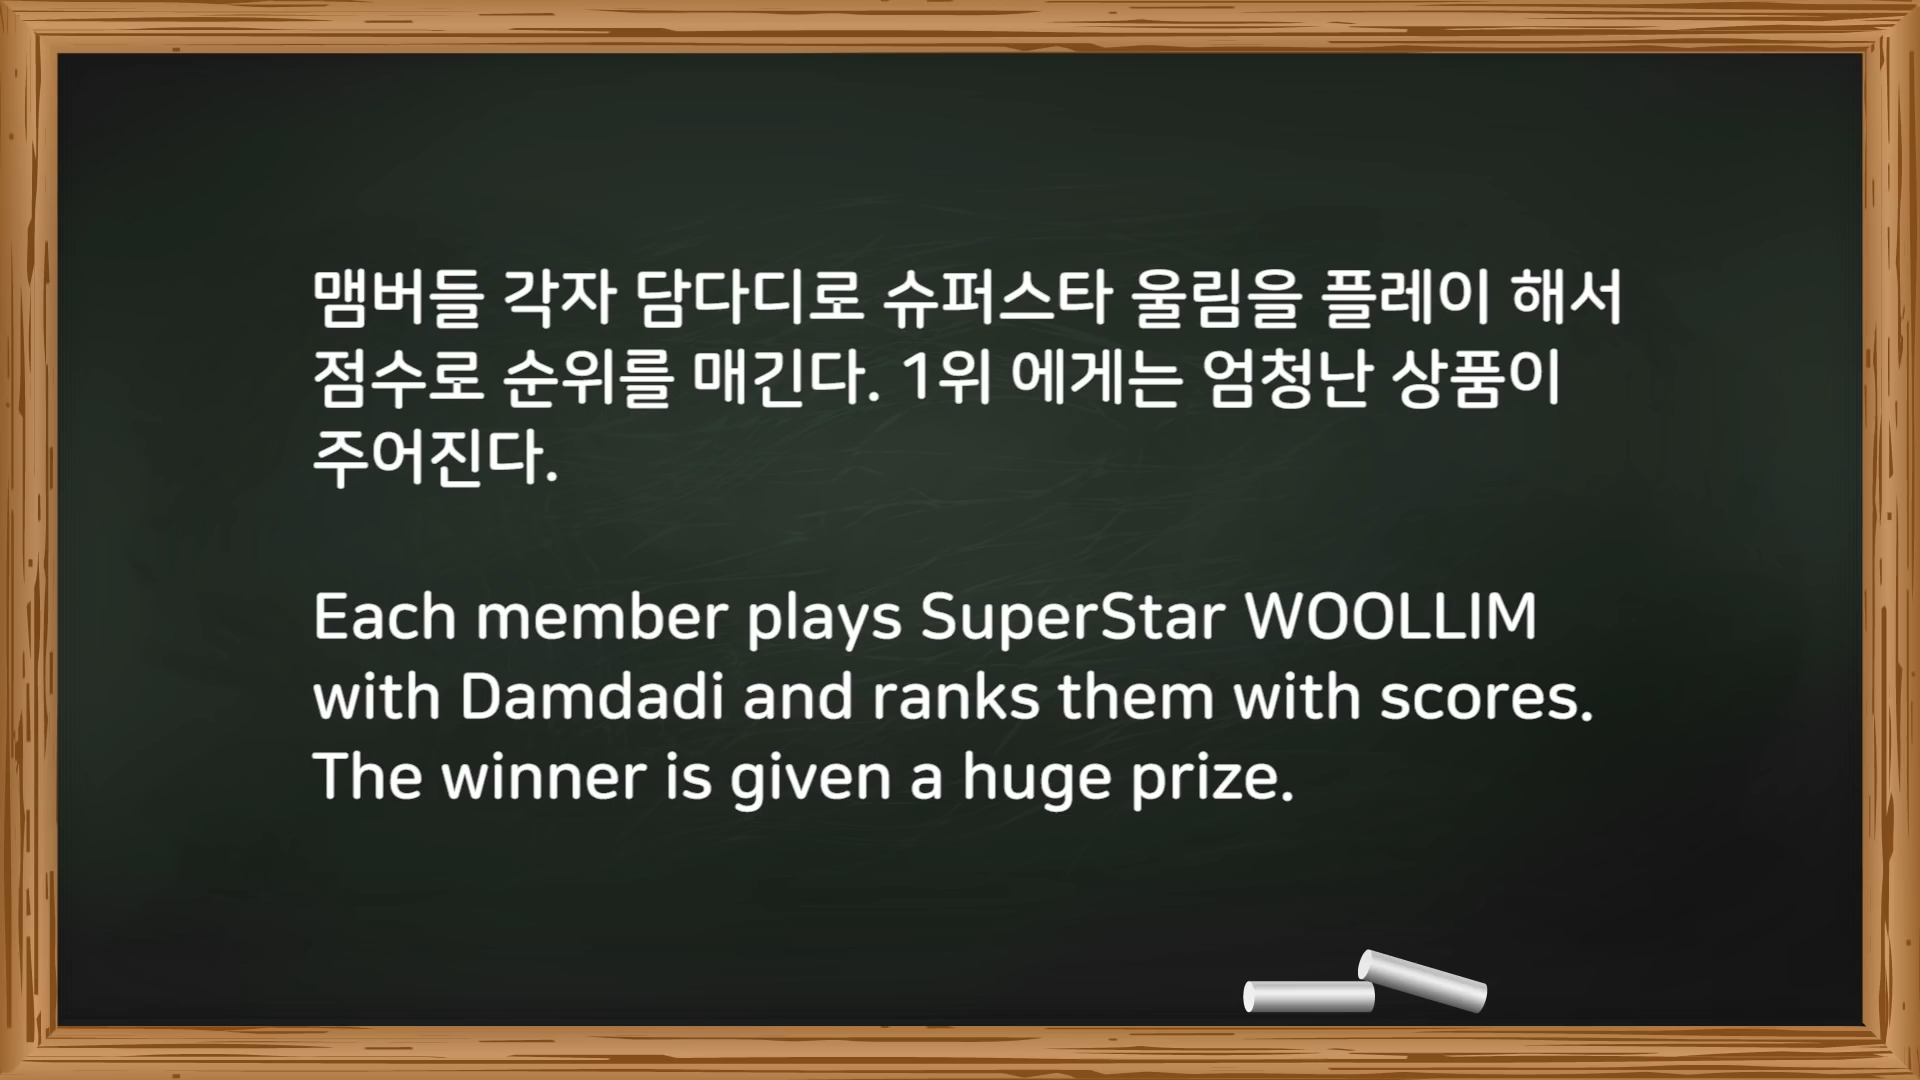 맴버들 각자 담다디로 슈퍼스타 울림을 플레이 해서
점수로 순위를 매긴다. 1위 에게는 엄청난 상품이
주어진다.
Each member plays SuperStar WOOLLIM
with Damdadi and ranks them with scores.
The winner is given a huge prize.